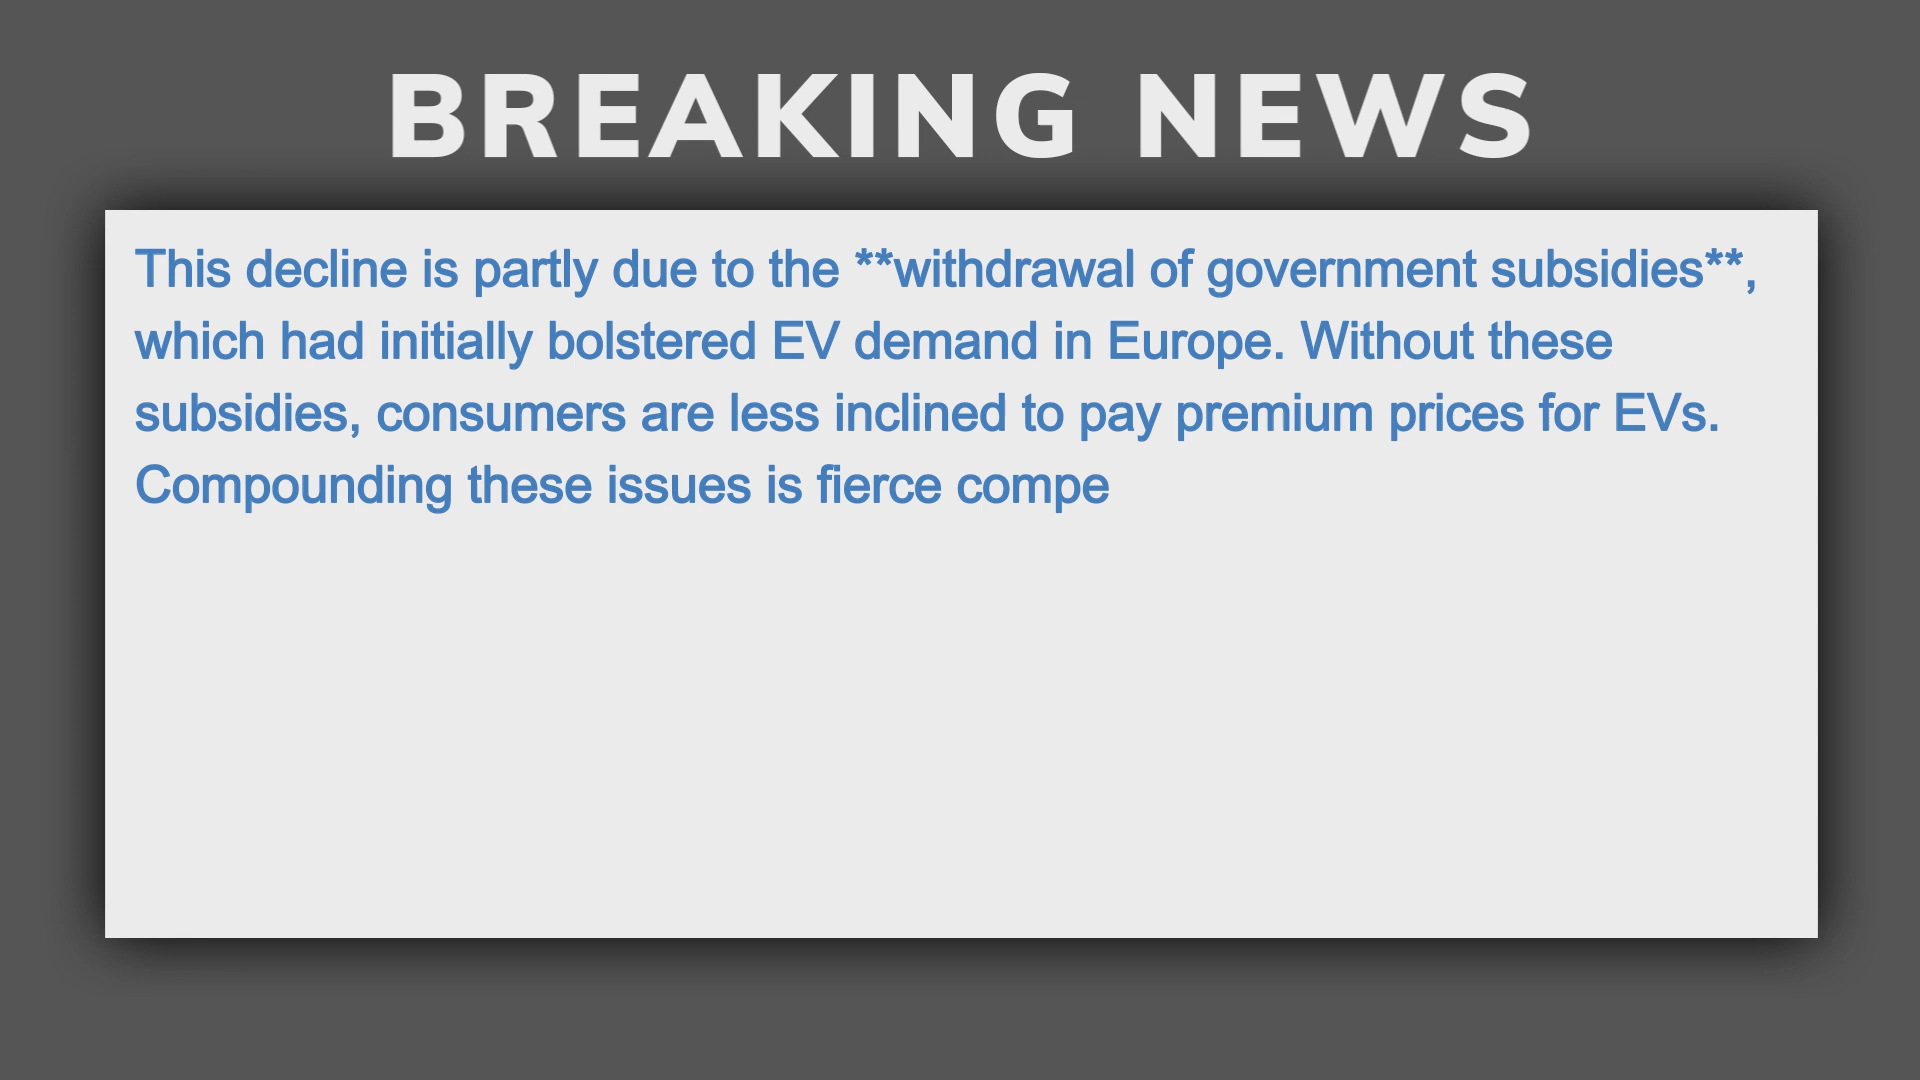 BREAKING NEWS
This decline is partly due to the **withdrawal of government subsidies**,
which had initially bolstered EV demand in Europe. Without these
subsidies, consumers are less inclined to pay premium prices for EVs.
Compounding these issues is fierce compe